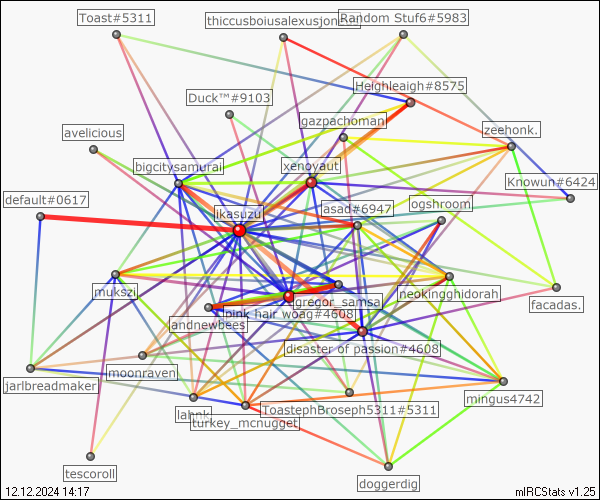 Toast#5311
thiccusboiusalexusjon
Random Stuf6#5983
Heighleaigh#8575
Duck™#9103
gazpachoman
avelicious
zeehonk.
bigcitysamurai
xenoyaut
Knowun#6424
default#0617
ikasuzu
asad#6947
ogshroom
mukszi
gregor_samsa
neokingghidorah
facadas.
pink hair woag#4608
andnewbees
disaster of passion#4608
moonraven
jarlbreadmaker
mingus4742
lahnk
ToastephBroseph5311#5311
turkey_mcnugget
tescoroll
doggerdig
12.12.2024 14:17
mIRCStats v1.25